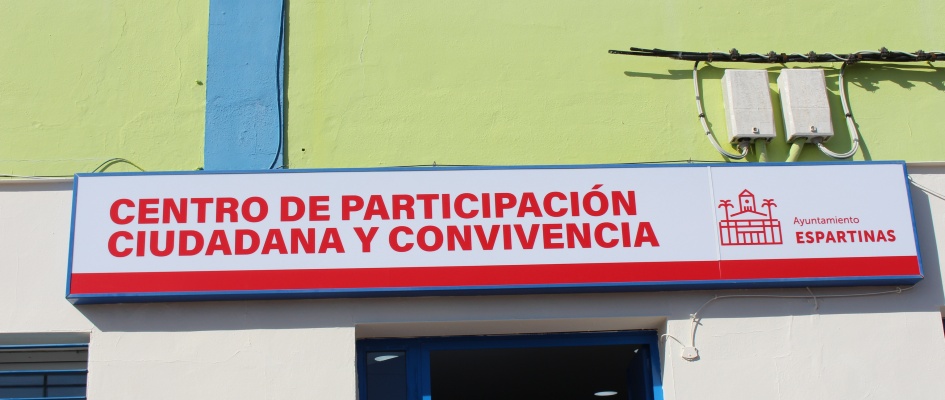 CENTRO DE PARTICIPACIÓN
CIUDADANA Y CONVIVENCIA
Ayuntamiento
ESPARTINAS